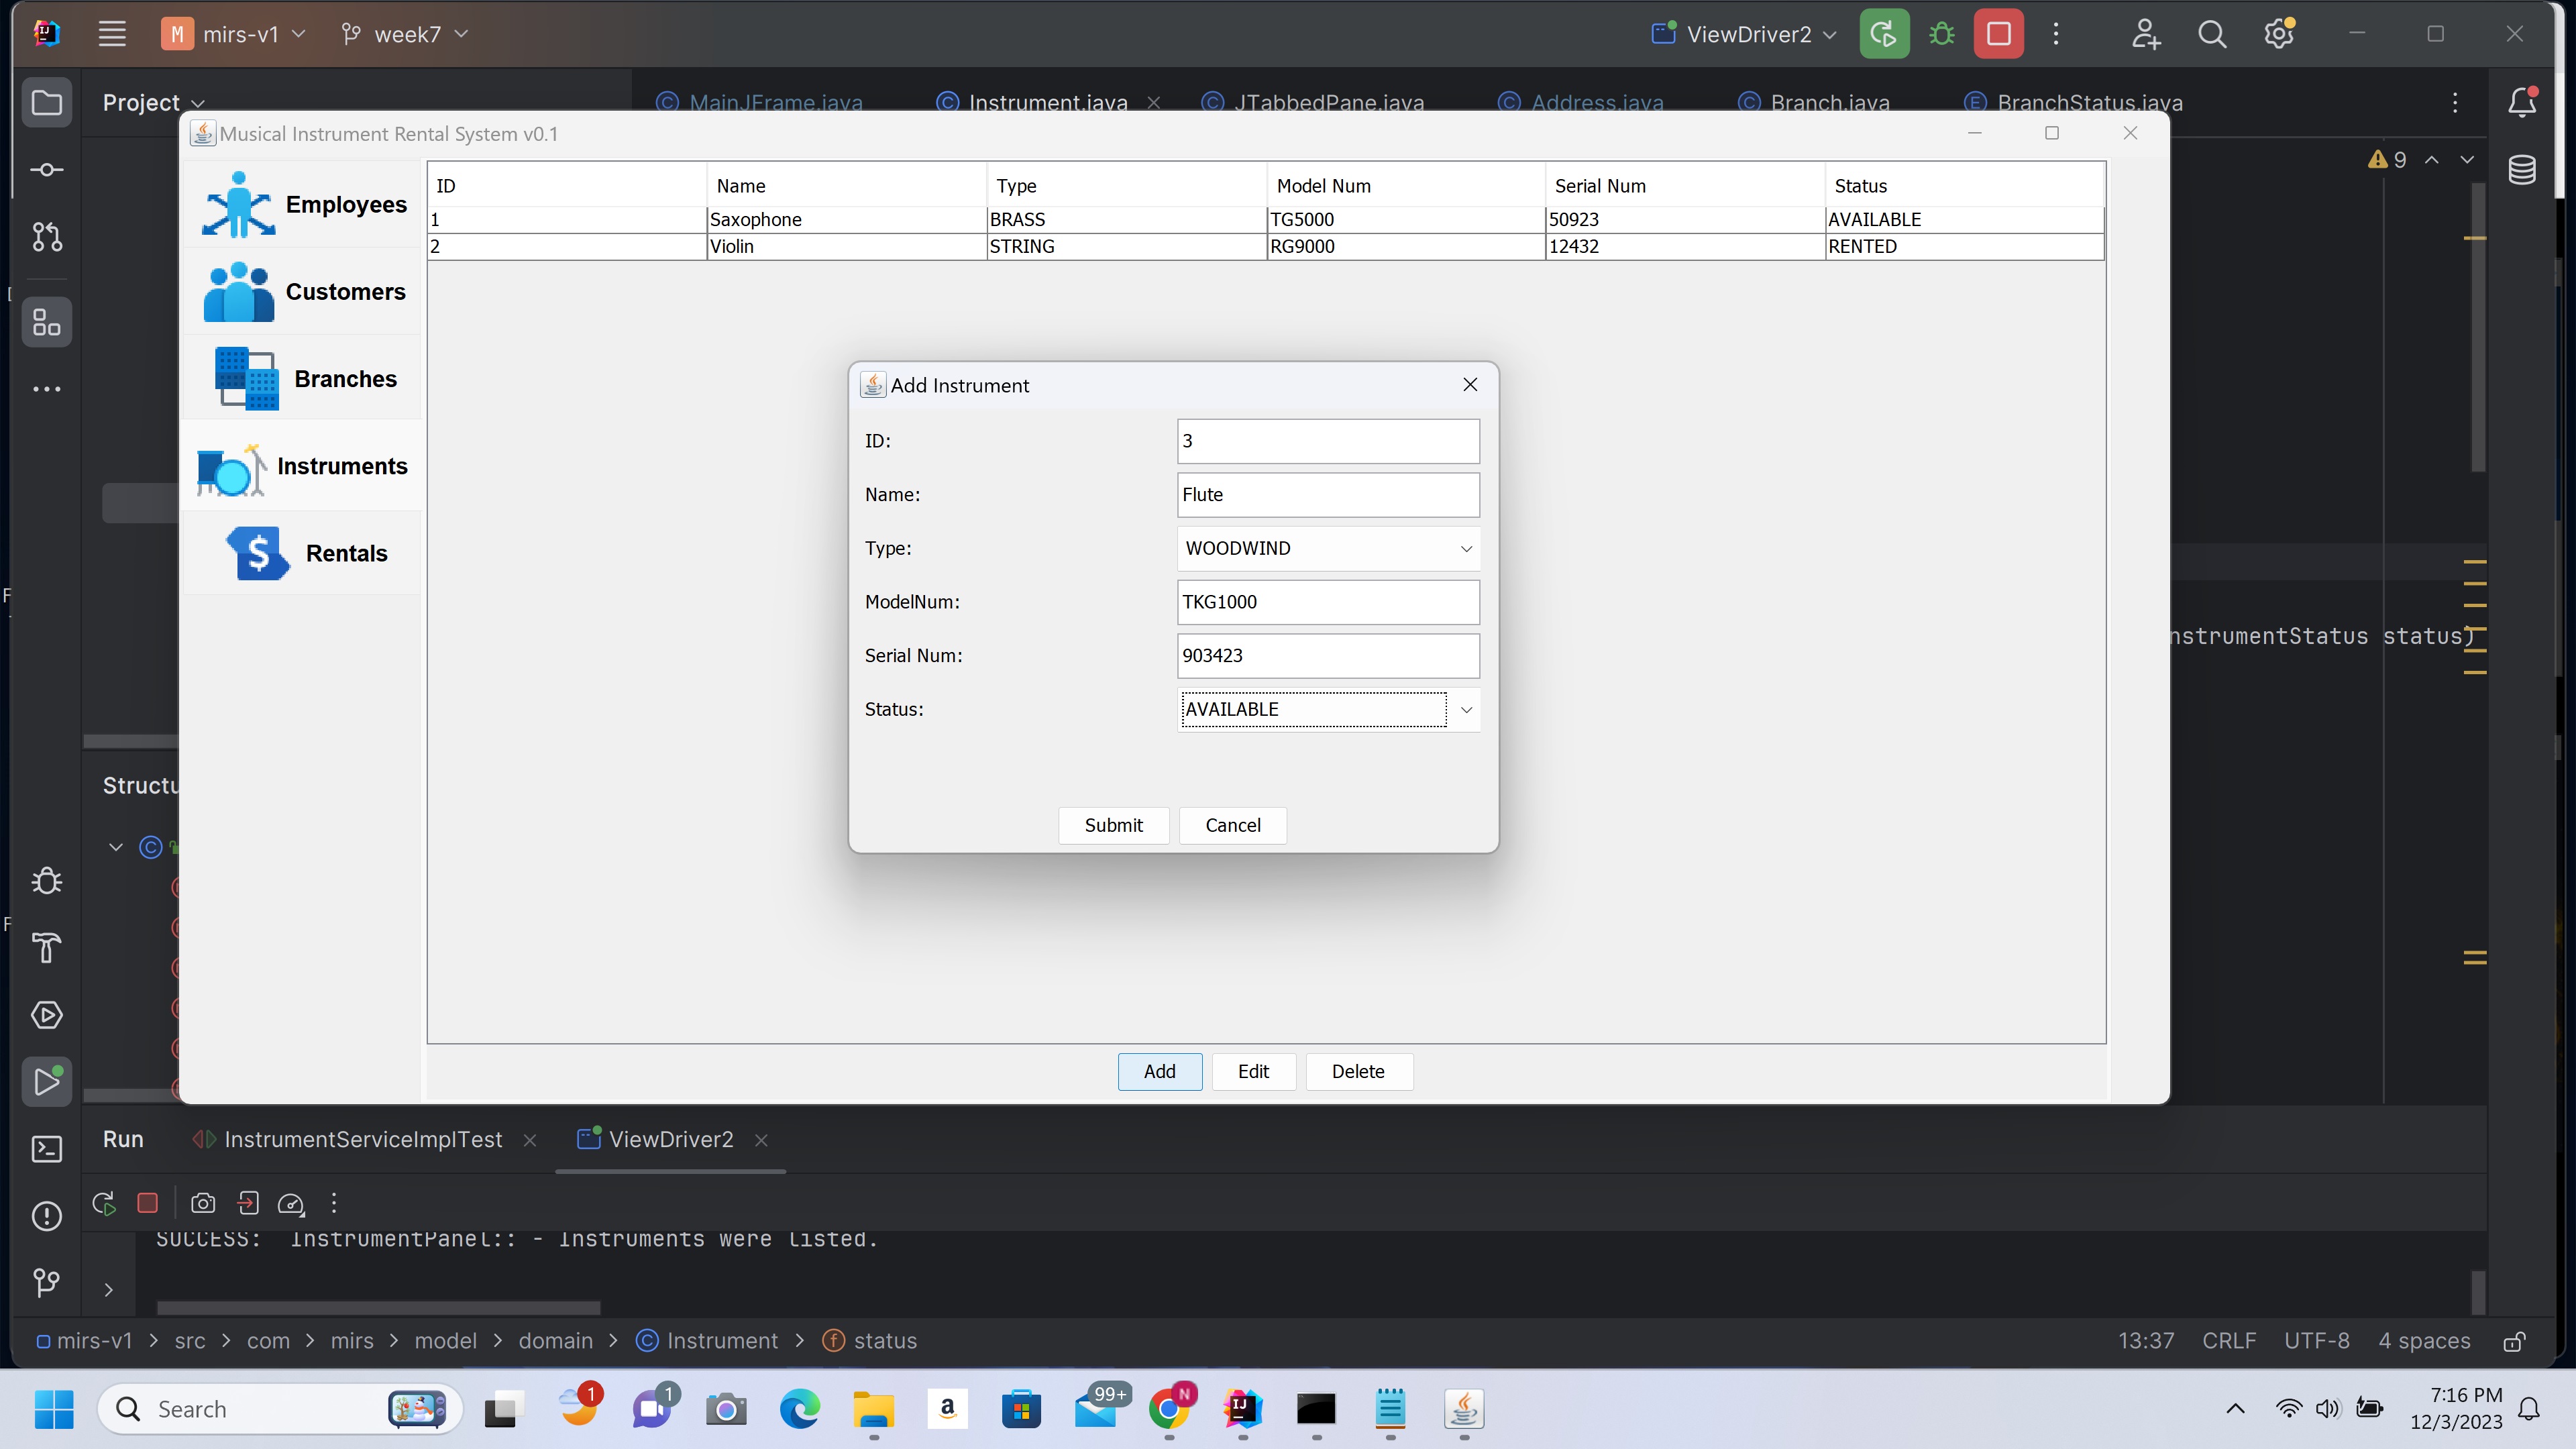 M mirs-v1 week7 ViewDriver2
Project MainJFrame.java Instrument.java JTabbedPane.java Address.java Branch.java BranchStatus.java
Musical Instrument Rental System v0.1
9
Employees
Customers
Branches
Instruments
Rentals
ID Name Type Model Num Serial Num Status
1 Saxophone BRASS TG5000 50923 AVAILABLE
2 Violin STRING RG9000 12432 RENTED
Add Instrument
ID: 3
Name: Flute
Type: WOODWIND
ModelNum: TKG1000
Serial Num: 903423
Status: AVAILABLE
Submit Cancel
Add Edit Delete
nstrumentStatus status)
Structu
Run InstrumentServiceImplTest ViewDriver2
SUCCESS: InstrumentPanel:: - Instruments were listed.
mirs-v1 > src > com > mirs > model > domain > Instrument > status 13:37 CRLF UTF-8 4 spaces
Search 1 1 99+ N 7:16 PM
12/3/2023